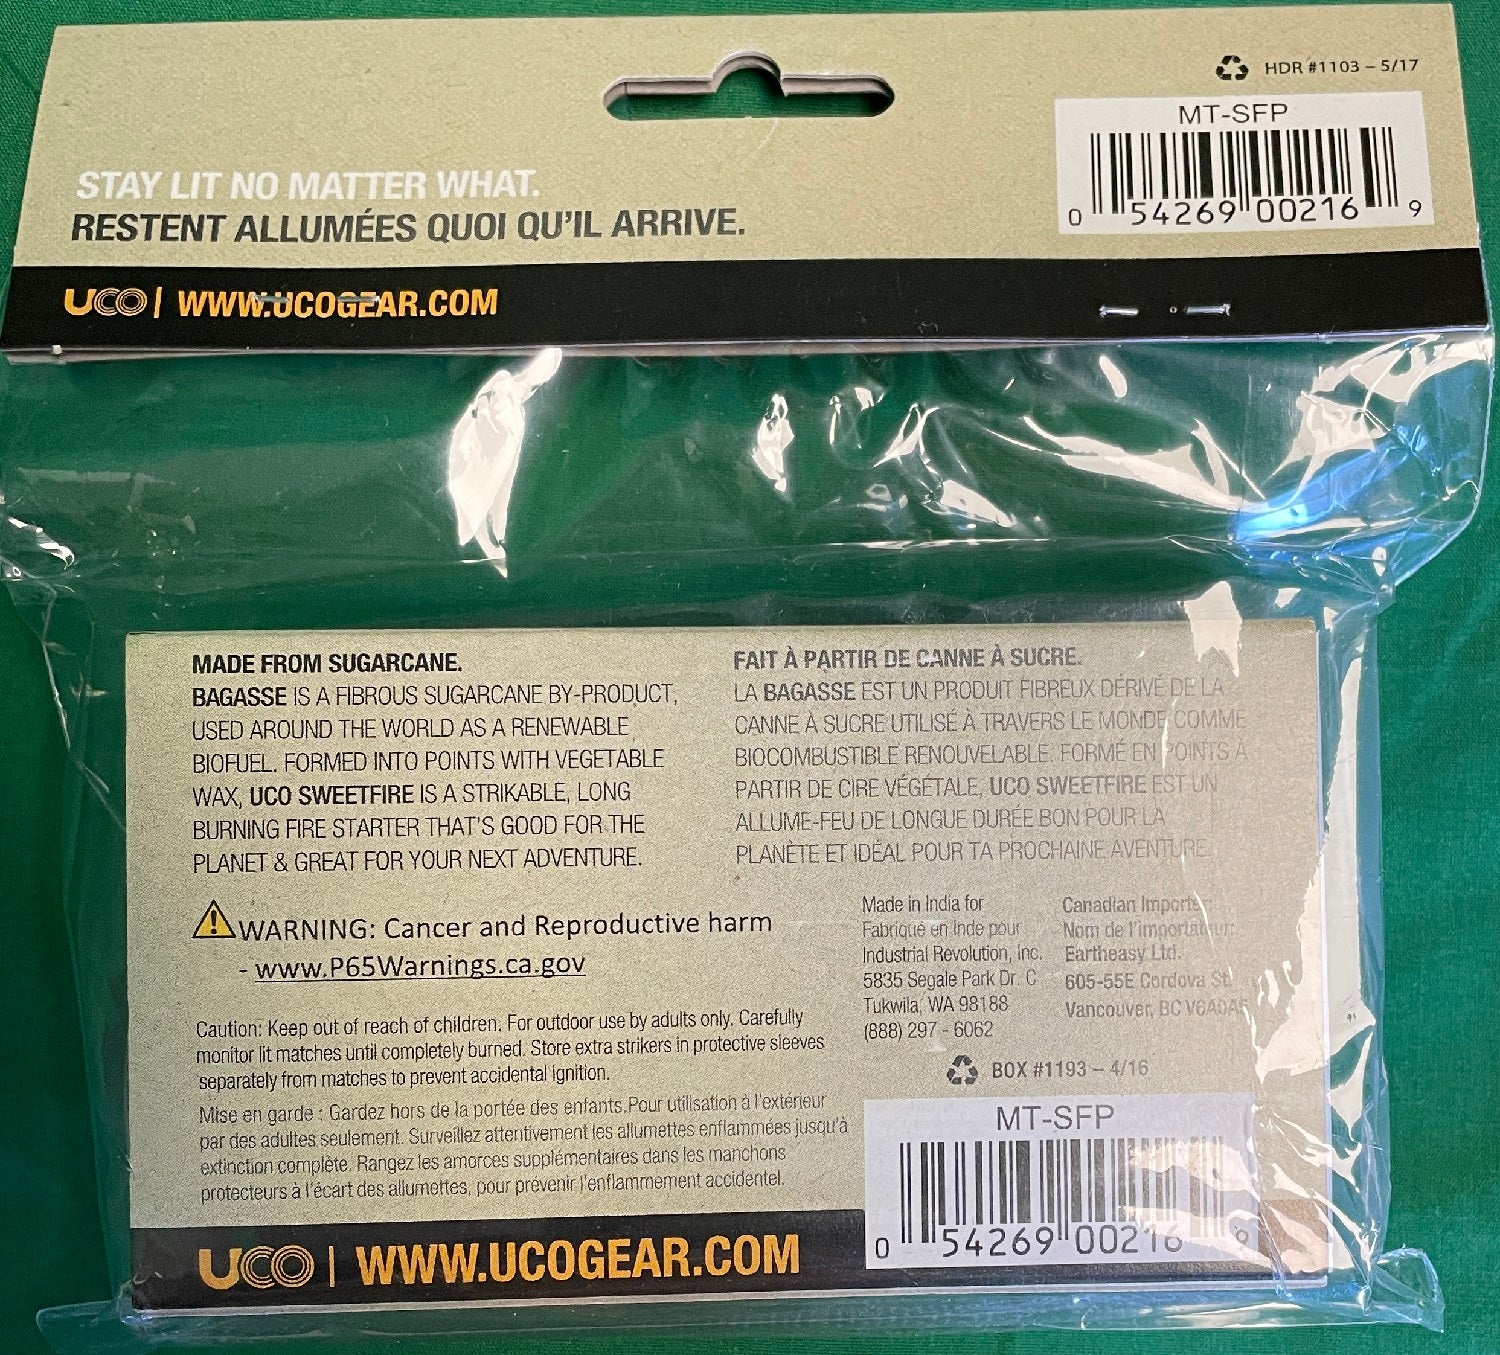 HDR #1103 – 5/17
MT-SFP
0 54269 00216 9
STAY LIT NO MATTER WHAT.
RESTENT ALLUMÉES QUOI QU'IL ARRIVE.
UCO | WWW.UCOGEAR.COM
MADE FROM SUGARCANE.
BAGASSE IS A FIBROUS SUGARCANE BY-PRODUCT,
USED AROUND THE WORLD AS A RENEWABLE
BIOFUEL. FORMED INTO POINTS WITH VEGETABLE
WAX, UCO SWEETFIRE IS A STRIKABLE, LONG
BURNING FIRE STARTER THAT'S GOOD FOR THE
PLANET & GREAT FOR YOUR NEXT ADVENTURE.
FAIT À PARTIR DE CANNE À SUCRE.
LA BAGASSE EST UN PRODUIT FIBREUX DÉRIVÉ DE LA
CANNE À SUCRE UTILISÉ À TRAVERS LE MONDE COMME
BIOCOMBUSTIBLE RENOUVELABLE. FORMÉ EN POINTS À
PARTIR DE CIRE VÉGÉTALE, UCO SWEETFIRE EST UN
ALLUME-FEU DE LONGUE DURÉE BON POUR LA
PLANÈTE ET IDÉAL POUR TA PROCHAINE AVENTURE.
WARNING: Cancer and Reproductive harm
- www.P65Warnings.ca.gov
Caution: Keep out of reach of children. For outdoor use by adults only. Carefully
monitor lit matches until completely burned. Store extra strikers in protective sleeves
separately from matches to prevent accidental ignition.
Mise en garde : Gardez hors de la portée des enfants.Pour utilisation à l'extérieur
par des adultes seulement. Surveillez attentivement les allumettes enflammées jusqu'à
extinction complète. Rangez les amorces supplémentaires dans les manchons
protecteurs à l'écart des allumettes, pour prevenir l'enflammement accidentel.
Made in India for
Fabriqué en Inde pour
Industrial Revolution, Inc.
5835 Segale Park Dr. C
Tukwila, WA 98188
(888) 297 - 6062
Canadian Importer:
Nom de l'importateur:
Eartheasy Ltd.
605-55E Cordova St.
Vancouver, BC
BOX #1193 – 4/16
MT-SFP
0 54269 00216 9
UCO | WWW.UCOGEAR.COM